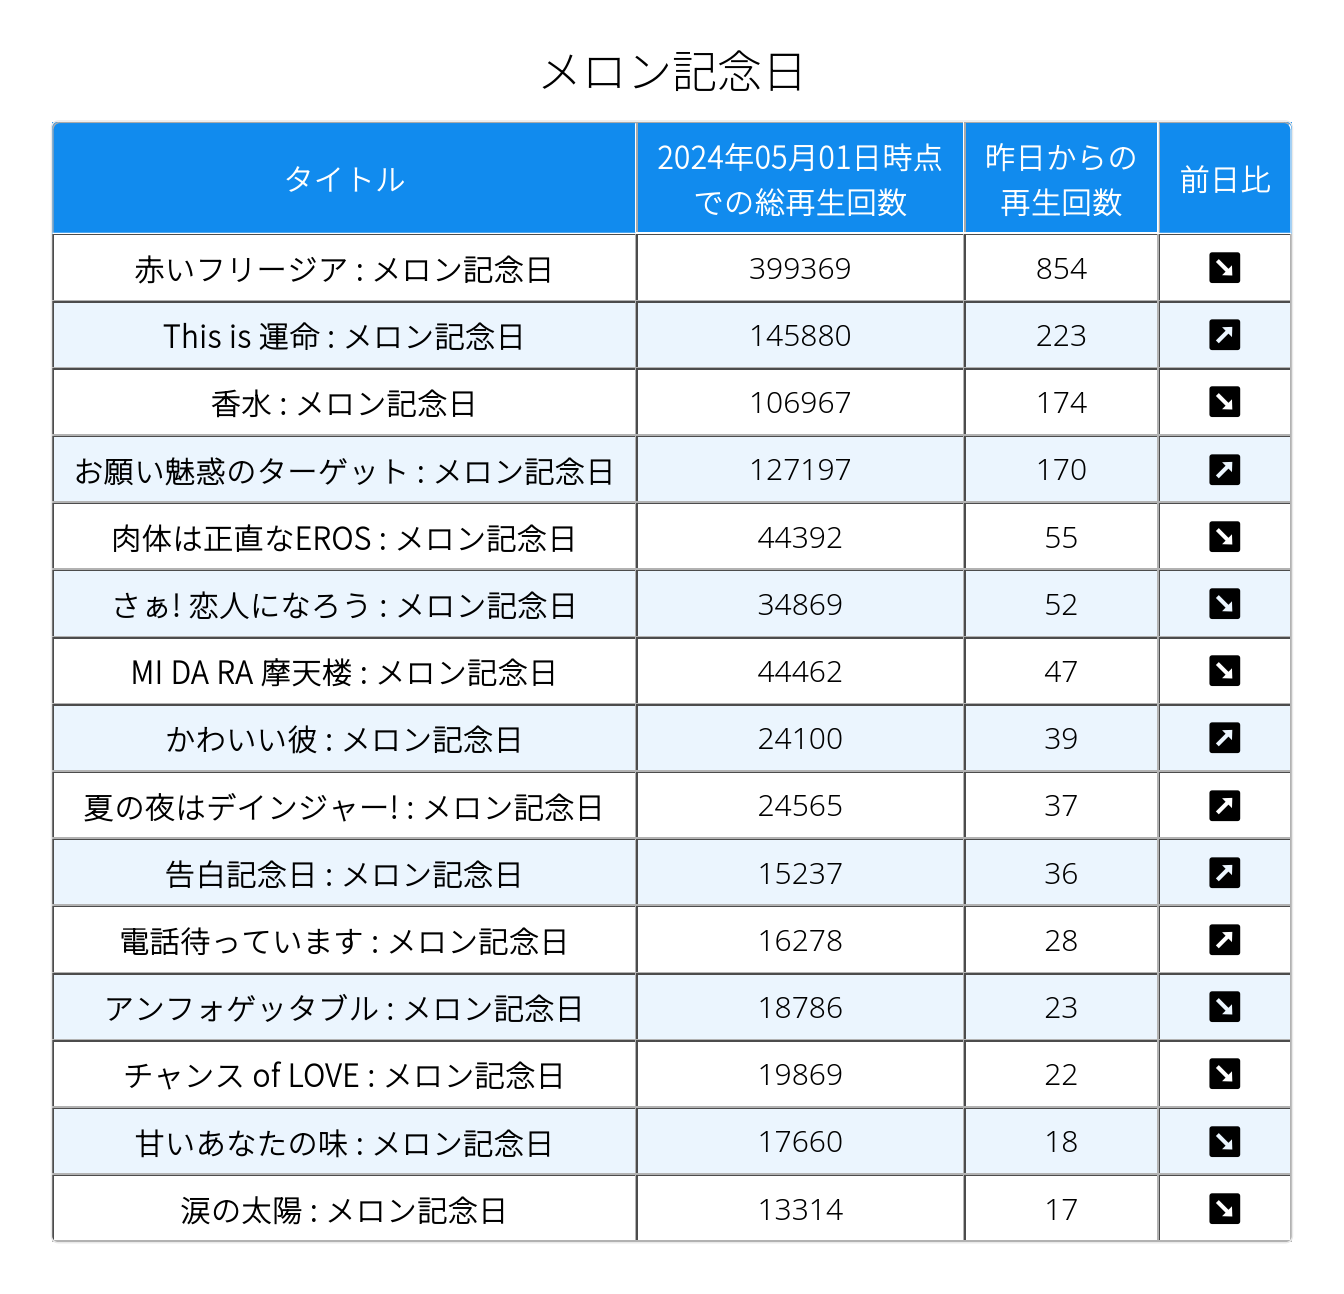 メロン記念日
タイトル
2024年05月01日時点
での総再生回数
昨日からの
再生回数
前日比
赤いフリージア : メロン記念日 399369 854 ↘
This is 運命 : メロン記念日 145880 223 ↗
香水 : メロン記念日 106967 174 ↘
お願い魅惑のターゲット : メロン記念日 127197 170 ↗
肉体は正直なEROS : メロン記念日 44392 55 ↘
さぁ! 恋人になろう : メロン記念日 34869 52 ↘
MI DA RA 摩天楼 : メロン記念日 44462 47 ↘
かわいい彼 : メロン記念日 24100 39 ↗
夏の夜はデインジャー! : メロン記念日 24565 37 ↗
告白記念日 : メロン記念日 15237 36 ↗
電話待っています : メロン記念日 16278 28 ↗
アンフォゲッタブル : メロン記念日 18786 23 ↘
チャンス of LOVE : メロン記念日 19869 22 ↘
甘いあなたの味 : メロン記念日 17660 18 ↘
涙の太陽 : メロン記念日 13314 17 ↘